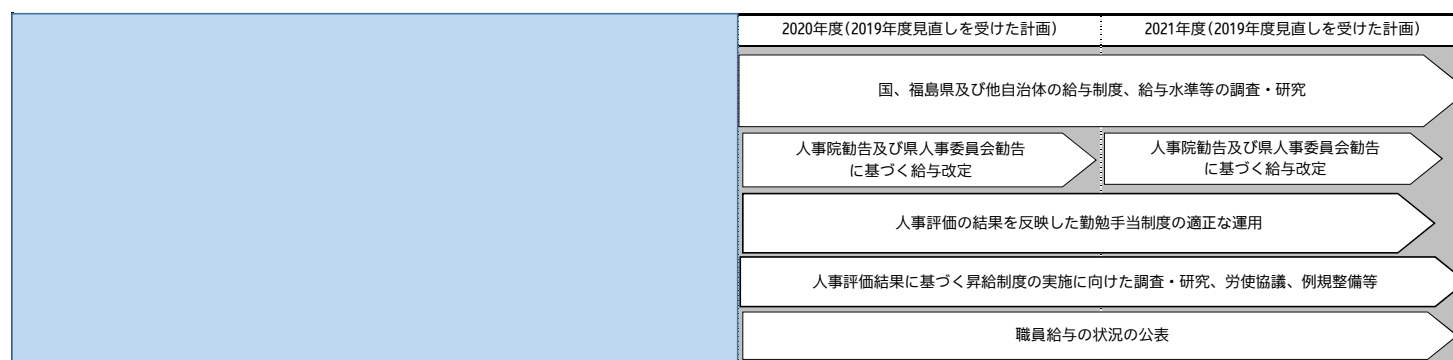 2020年度(2019年度見直しを受けた計画)
2021年度(2019年度見直しを受けた計画)
国、福島県及び他自治体の給与制度、給与水準等の調査・研究
人事院勧告及び県人事委員会勧告
に基づく給与改定
人事院勧告及び県人事委員会勧告
に基づく給与改定
人事評価の結果を反映した勤勉手当制度の適正な運用
人事評価結果に基づく昇給制度の実施に向けた調査・研究、労使協議、例規整備等
職員給与の状況の公表